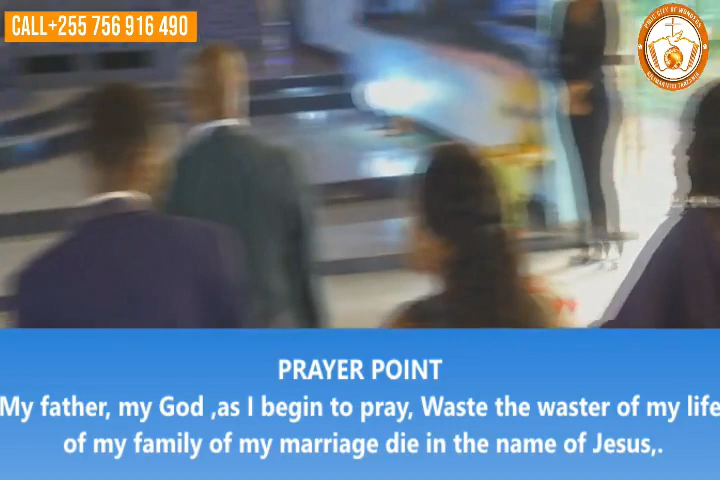 CALL+255 756 916 490
PRAYER POINT
My father, my God ,as I begin to pray, Waste the waster of my life
of my family of my marriage die in the name of Jesus,.